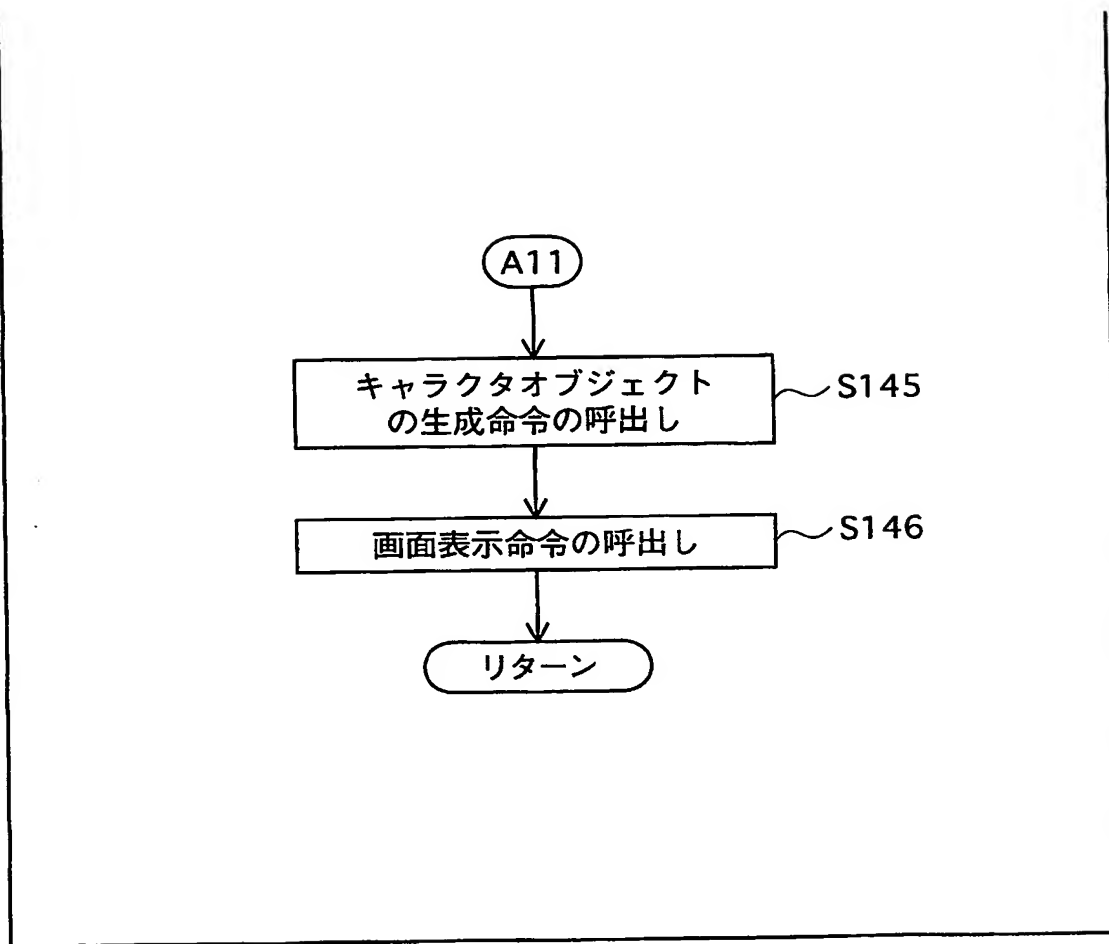 A11
キャラクタオブジェクト
の生成命令の呼出し
S145
画面表示命令の呼出し
S146
リターン